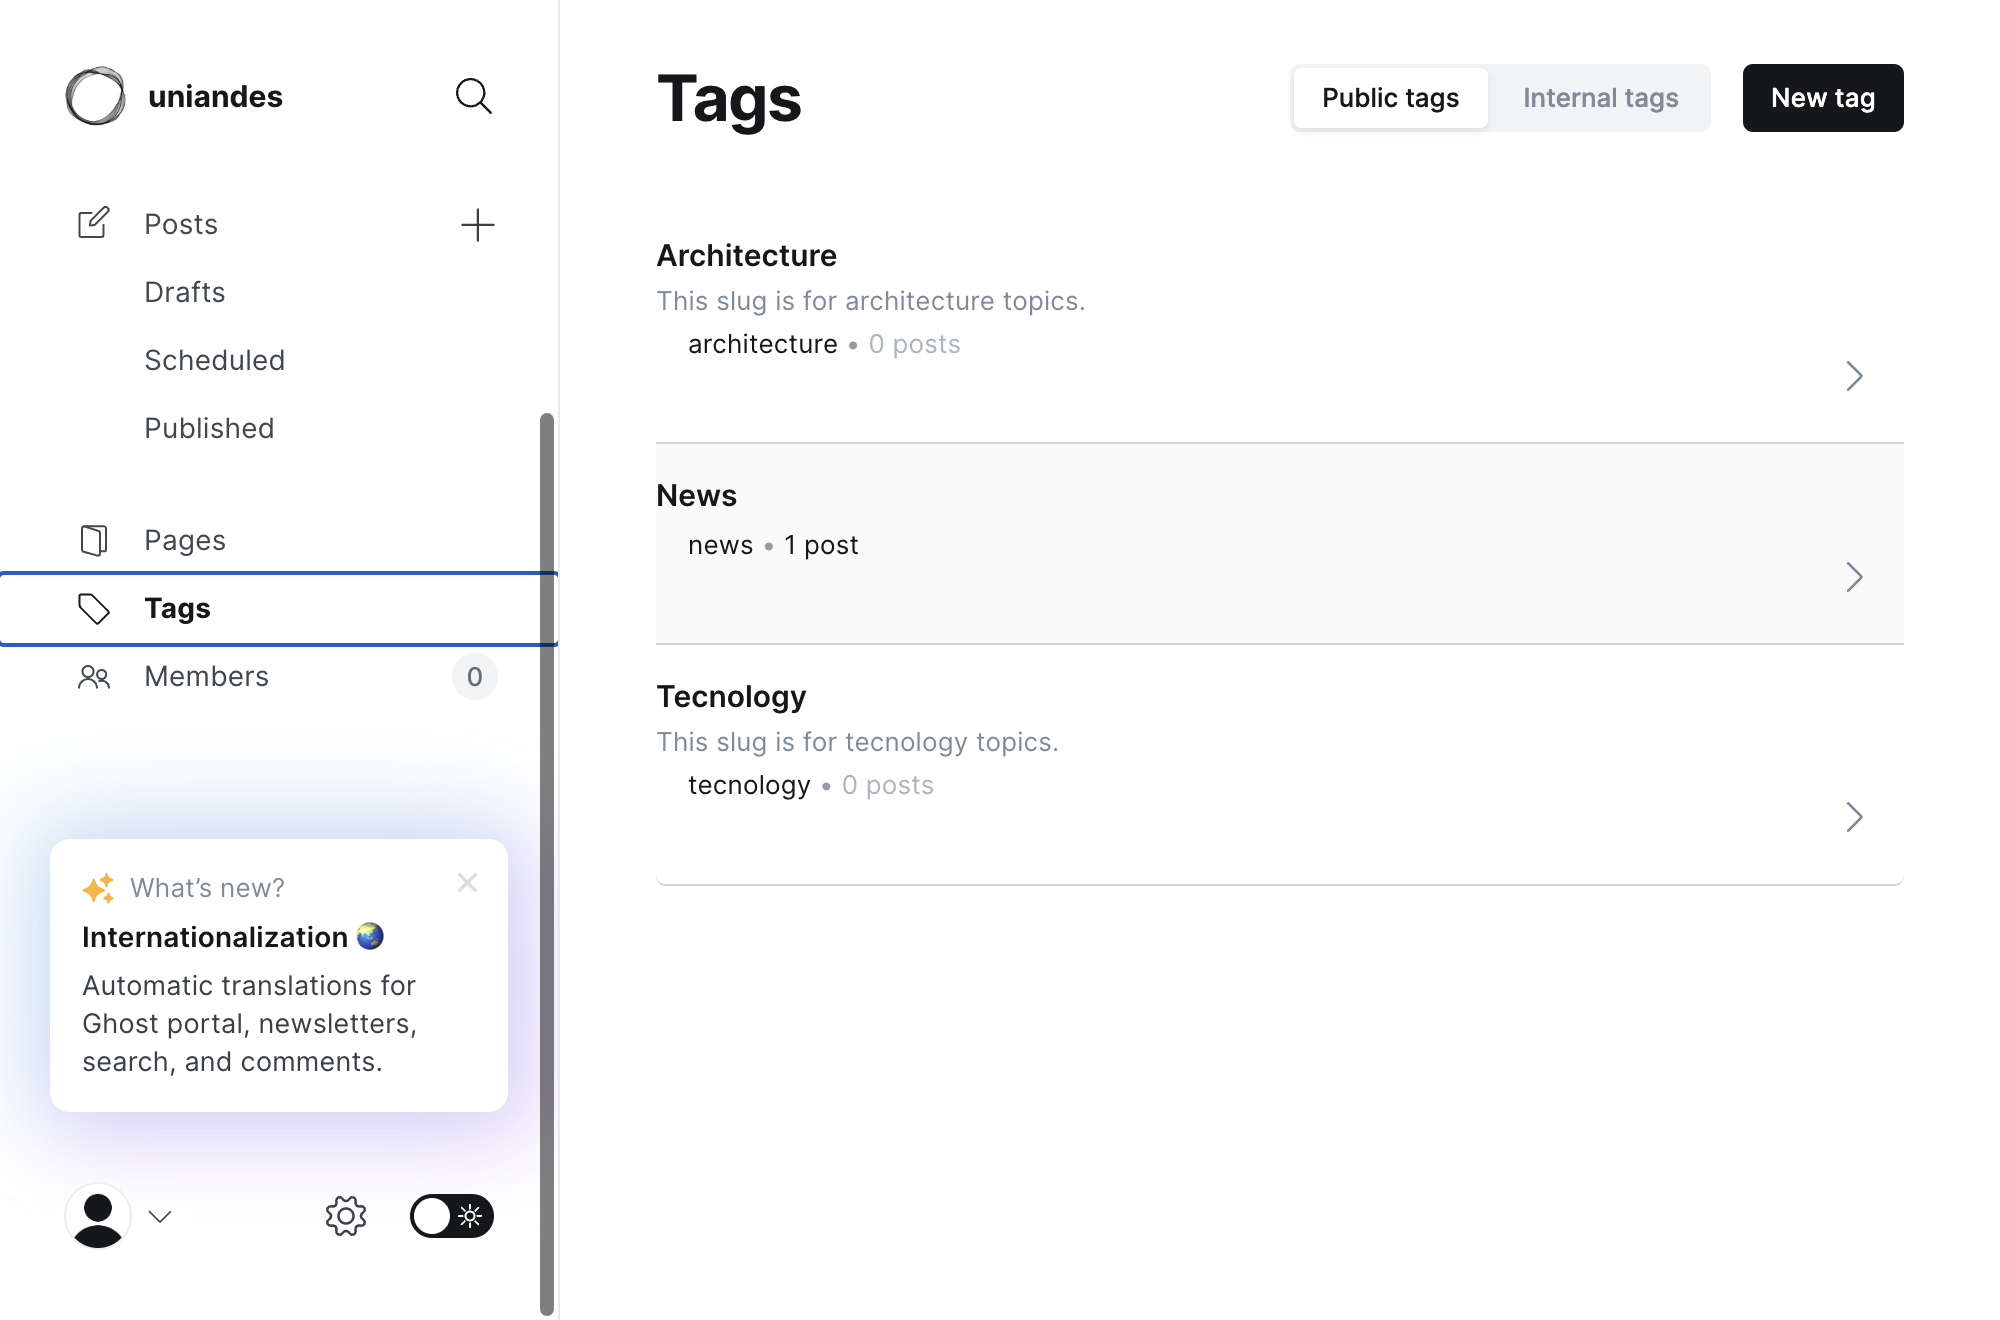 uniandes
Posts
Drafts
Scheduled
Published
Pages
Tags
Members
0
What’s new?
Internationalization 🌏
Automatic translations for
Ghost portal, newsletters,
search, and comments.
Tags
Public tags
Internal tags
New tag
Architecture
This slug is for architecture topics.
architecture • 0 posts
News
news • 1 post
Tecnology
This slug is for tecnology topics.
tecnology • 0 posts